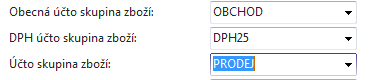 Obecná účto skupina zboží: OBCHOD
DPH účto skupina zboží: DPH25
Účto skupina zboží: PRODEJ